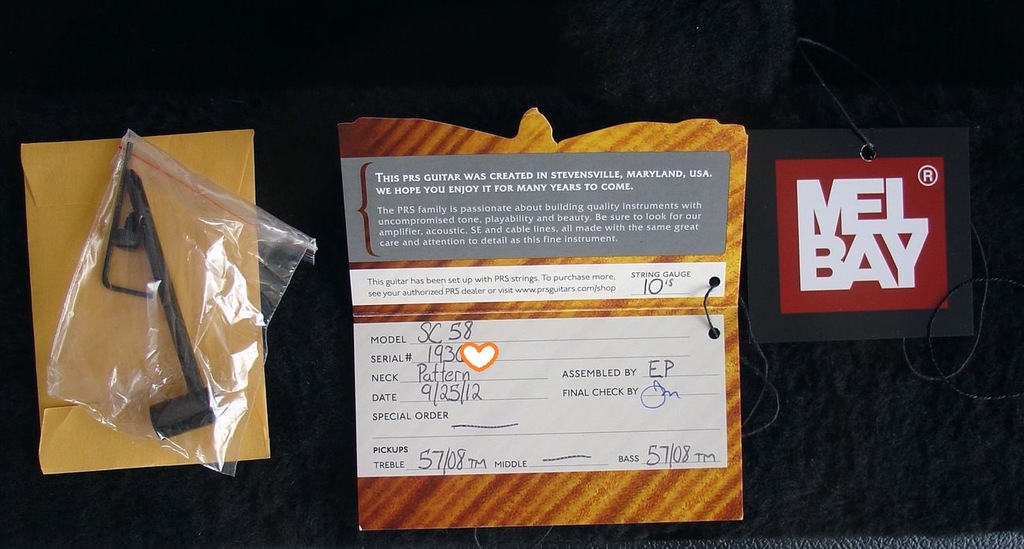 THIS PRS GUITAR WAS CREATED IN STEVENSVILLE, MARYLAND, USA.
WE HOPE YOU ENJOY IT FOR MANY YEARS TO COME.
The PRS family is passionate about building quality instruments with
uncompromised tone, playability and beauty. Be sure to look for our
amplifier, acoustic, SE and cable lines, all made with the same great
care and attention to detail as this fine instrument.
This guitar has been set up with PRS strings. To purchase more,
see your authorized PRS dealer or visit www.prsguitars.com/shop
STRING GAUGE
10's
MODEL SC 58
SERIAL# 193
NECK Pattern
DATE 9/25/12
ASSEMBLED BY EP
FINAL CHECK BY
SPECIAL ORDER
PICKUPS
TREBLE 57/08 TM MIDDLE BASS 57/08 TM
MEL
BAY
®